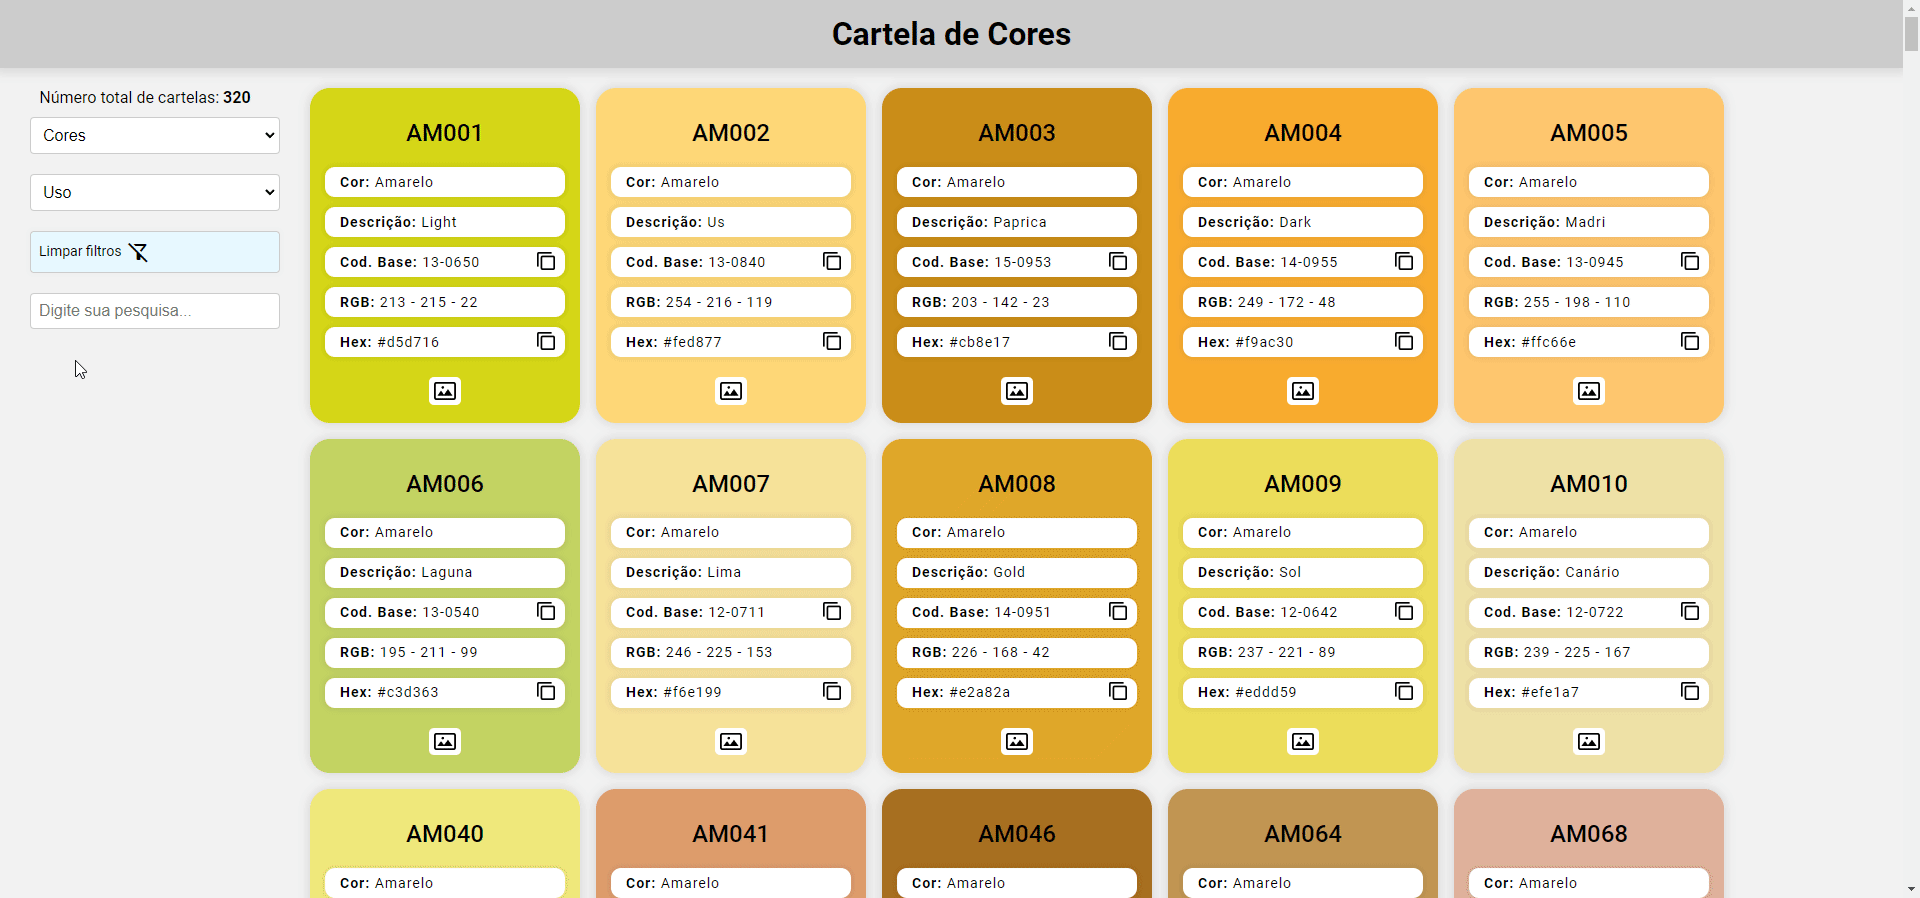 Cartela de Cores
Número total de cartelas: 320
Cores
Uso
Limpar filtros
Digite sua pesquisa...
AM001
Cor: Amarelo
Descrição: Light
Cod. Base: 13-0650
RGB: 213 - 215 - 22
Hex: #d5d716
AM002
Cor: Amarelo
Descrição: Us
Cod. Base: 13-0840
RGB: 254 - 216 - 119
Hex: #fed877
AM003
Cor: Amarelo
Descrição: Paprica
Cod. Base: 15-0953
RGB: 203 - 142 - 23
Hex: #cb8e17
AM004
Cor: Amarelo
Descrição: Dark
Cod. Base: 14-0955
RGB: 249 - 172 - 48
Hex: #f9ac30
AM005
Cor: Amarelo
Descrição: Madri
Cod. Base: 13-0945
RGB: 255 - 198 - 110
Hex: #ffc66e
AM006
Cor: Amarelo
Descrição: Laguna
Cod. Base: 13-0540
RGB: 195 - 211 - 99
Hex: #c3d363
AM007
Cor: Amarelo
Descrição: Lima
Cod. Base: 12-0711
RGB: 246 - 225 - 153
Hex: #f6e199
AM008
Cor: Amarelo
Descrição: Gold
Cod. Base: 14-0951
RGB: 226 - 168 - 42
Hex: #e2a82a
AM009
Cor: Amarelo
Descrição: Sol
Cod. Base: 12-0642
RGB: 237 - 221 - 89
Hex: #eddd59
AM010
Cor: Amarelo
Descrição: Canário
Cod. Base: 12-0722
RGB: 239 - 225 - 167
Hex: #efe1a7
AM040
Cor: Amarelo
AM041
Cor: Amarelo
AM046
Cor: Amarelo
AM064
Cor: Amarelo
AM068
Cor: Amarelo